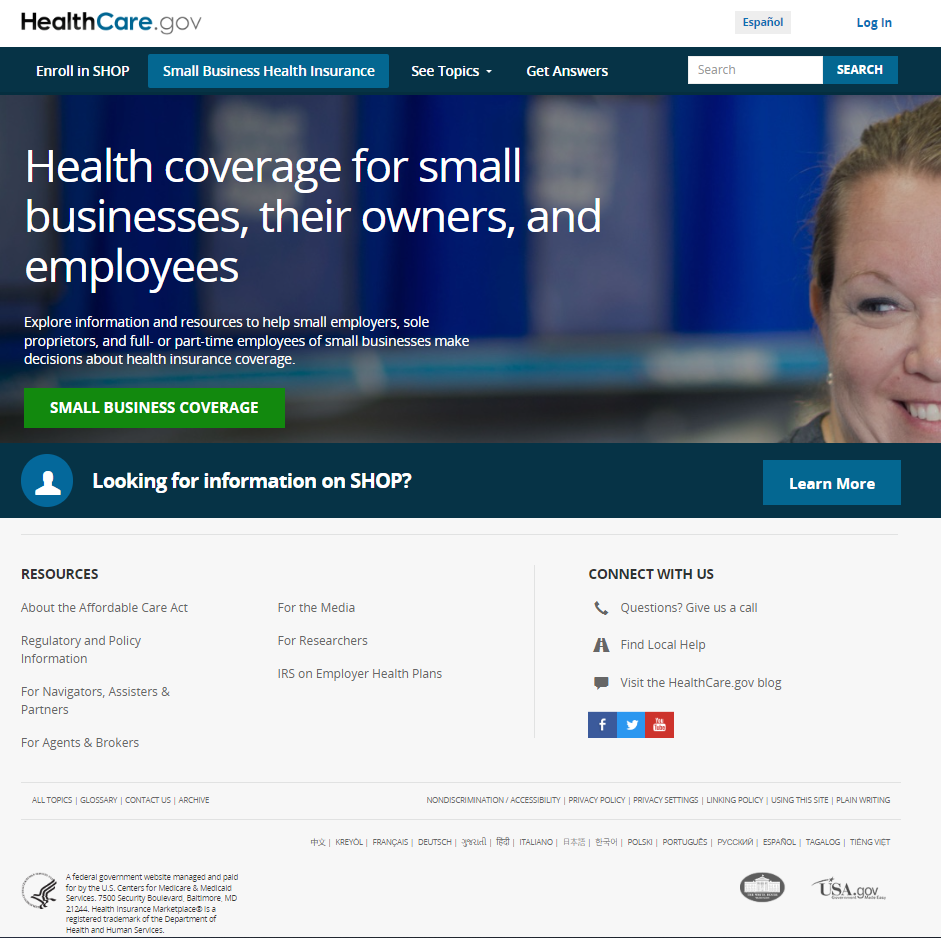 HealthCare.gov
Español
Log In
Enroll in SHOP
Small Business Health Insurance
See Topics
Get Answers
Search
SEARCH
Health coverage for small
businesses, their owners, and
employees
Explore information and resources to help small employers, sole
proprietors, and full- or part-time employees of small businesses make
decisions about health insurance coverage.
SMALL BUSINESS COVERAGE
Looking for information on SHOP?
Learn More
RESOURCES
About the Affordable Care Act
Regulatory and Policy
Information
For Navigators, Assisters &
Partners
For Agents & Brokers
For the Media
For Researchers
IRS on Employer Health Plans
CONNECT WITH US
Questions? Give us a call
Find Local Help
Visit the HealthCare.gov blog
You Tube
ALL TOPICS | GLOSSARY | CONTACT US | ARCHIVE
NONDISCRIMINATION / ACCESSIBILITY | PRIVACY POLICY | PRIVACY SETTINGS | LINKING POLICY | USING THIS SITE | PLAIN WRITING
中文 | KREYÒL | FRANÇAIS | DEUTSCH | ગુજરાતી | हिंदी | ITALIANO | 日本語 | 한국어 | POLSKI | PORTUGUÊS | РУССКИЙ | ESPAÑOL | TAGALOG | TIẾNG VIỆT
A federal government website managed and paid
for by the U.S. Centers for Medicare & Medicaid
Services. 7500 Security Boulevard, Baltimore, MD
21244. Health Insurance Marketplace® is a
registered trademark of the Department of
Health and Human Services.
THE WHITE HOUSE
USA.gov
Government Made Easy